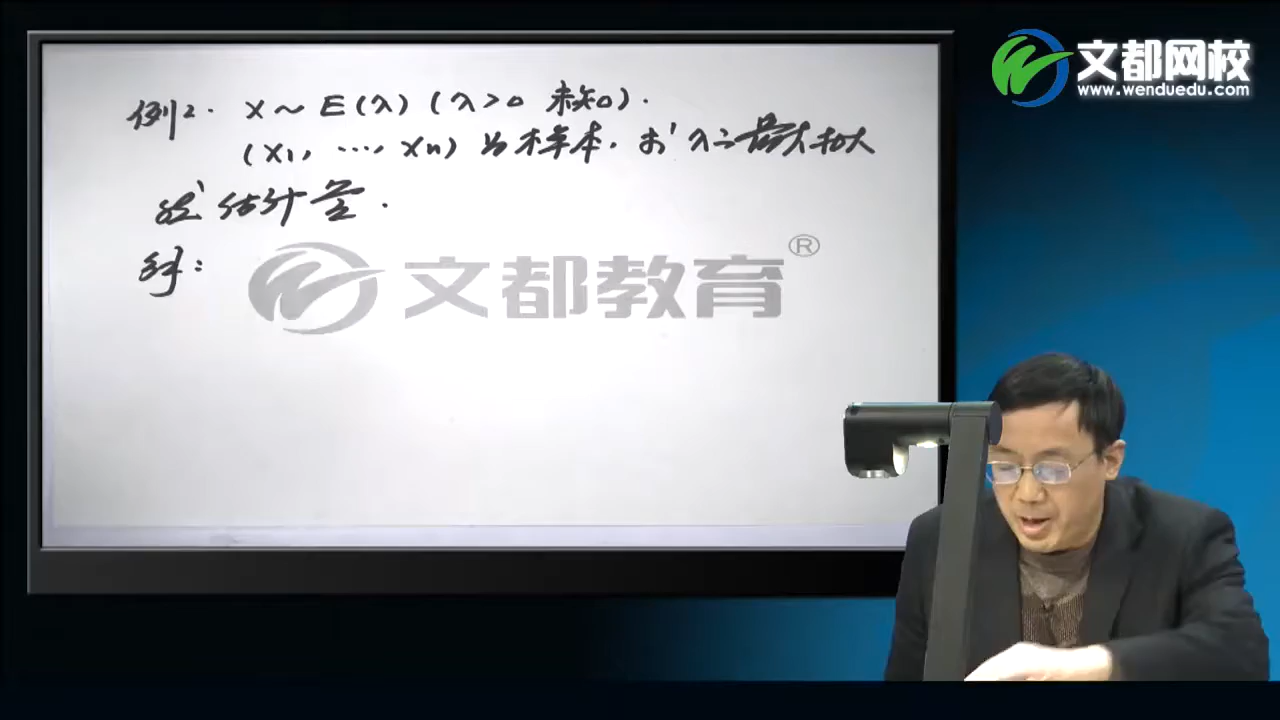 例2. X ~ E(λ) (λ>0 未知).
(X1, …, Xn) 为样本, 求λ之最大似然
估计量.
解:
文都教育®
文都网校
www.wenduedu.com